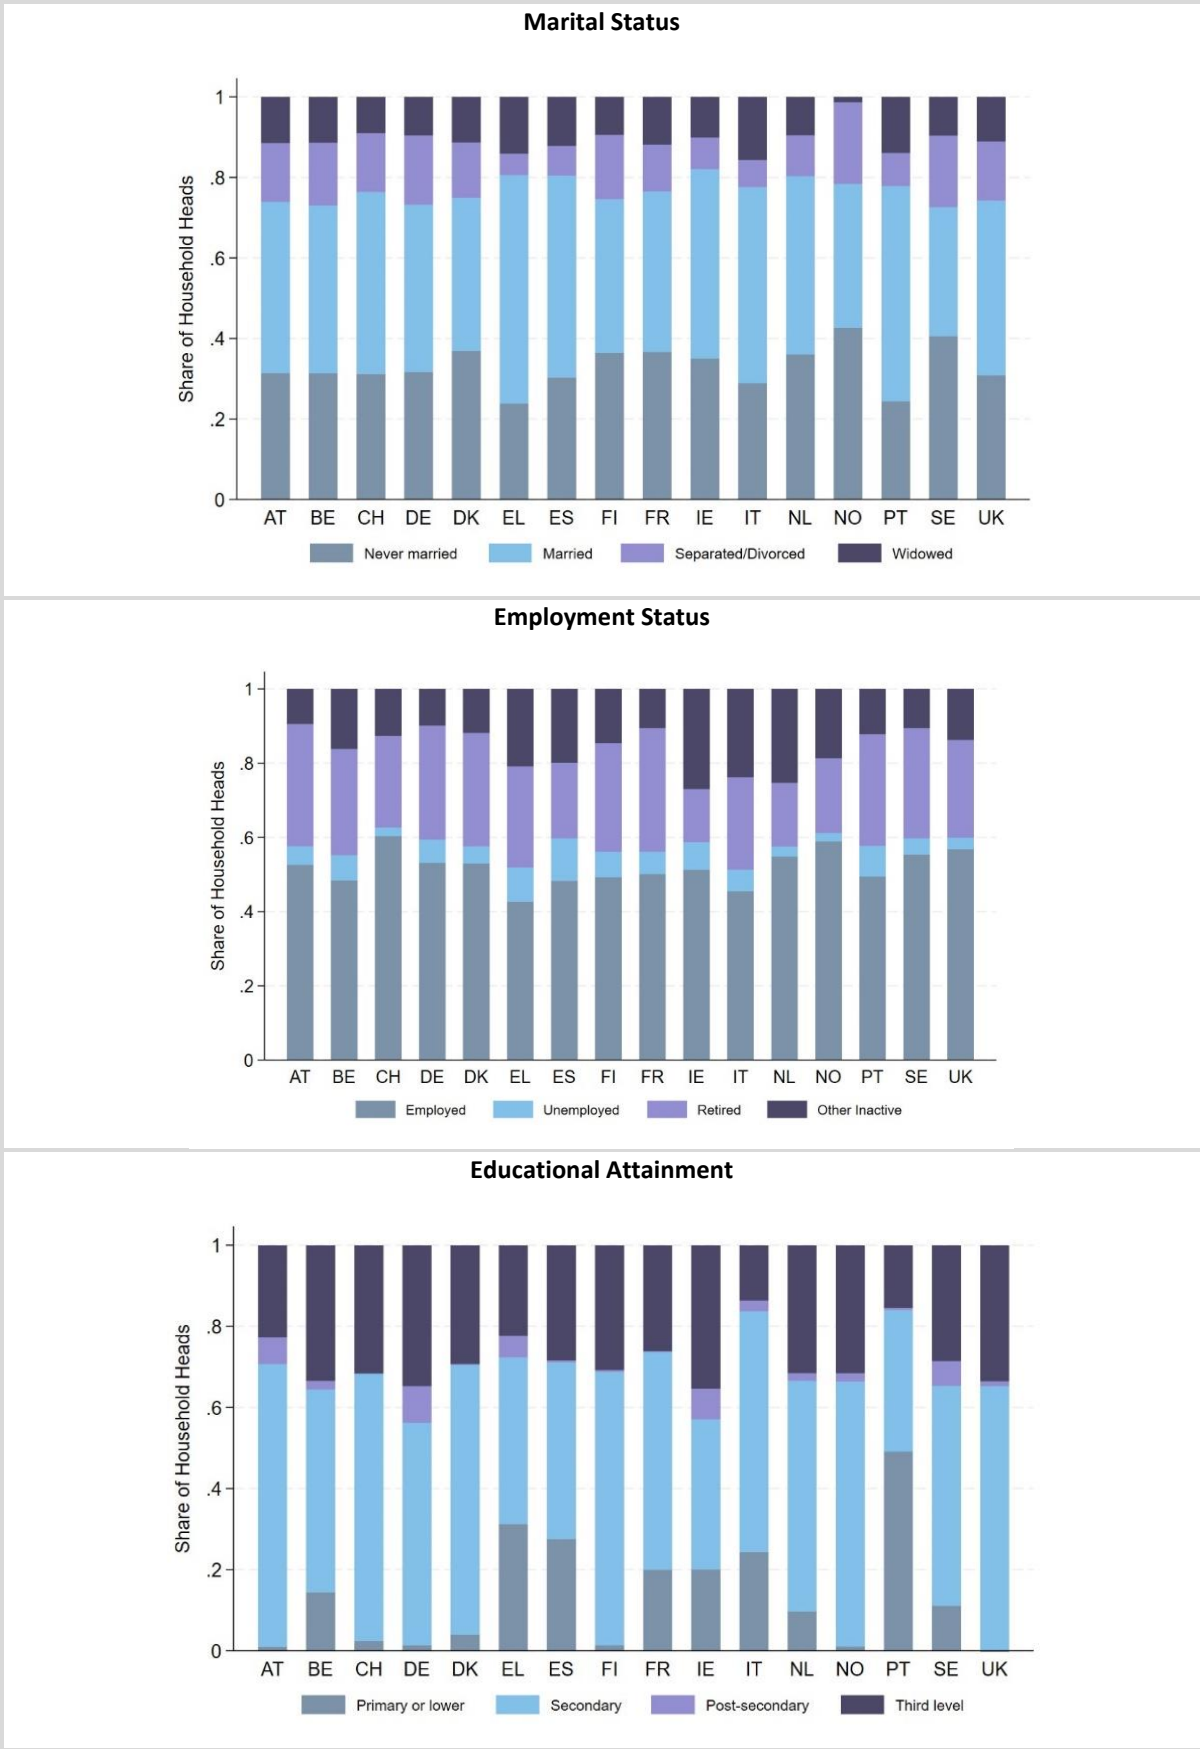 Marital Status
Share of Household Heads
1
.8
.6
.4
.2
0
AT BE CH DE DK EL ES FI FR IE IT NL NO PT SE UK
Never married Married Separated/Divorced Widowed
Employment Status
Share of Household Heads
1
.8
.6
.4
.2
0
AT BE CH DE DK EL ES FI FR IE IT NL NO PT SE UK
Employed Unemployed Retired Other Inactive
Educational Attainment
Share of Household Heads
1
.8
.6
.4
.2
0
AT BE CH DE DK EL ES FI FR IE IT NL NO PT SE UK
Primary or lower Secondary Post-secondary Third level